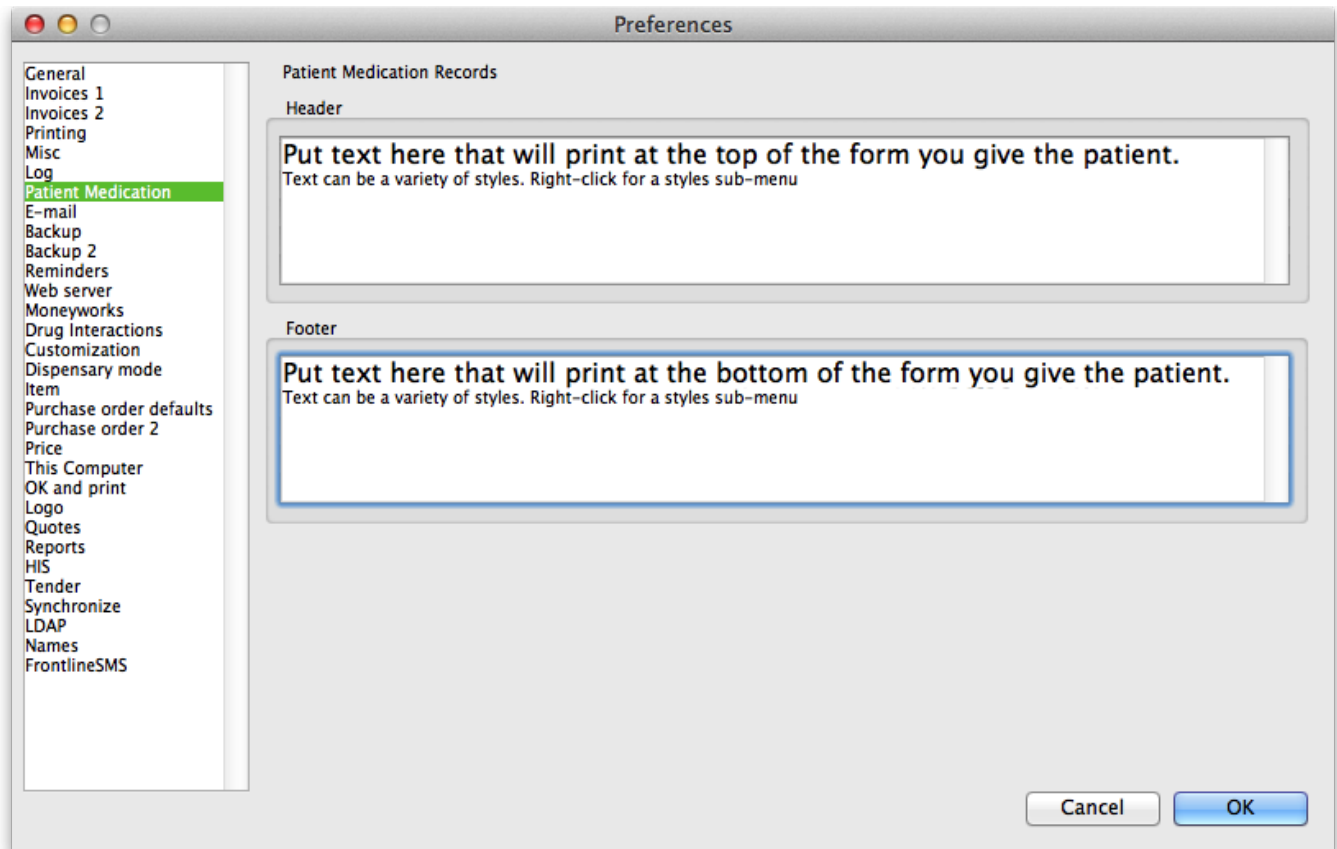 Preferences
General
Invoices 1
Invoices 2
Printing
Misc
Log
Patient Medication
E-mail
Backup
Backup 2
Reminders
Web server
Moneyworks
Drug Interactions
Customization
Dispensary mode
Item
Purchase order defaults
Purchase order 2
Price
This Computer
OK and print
Logo
Quotes
Reports
HIS
Tender
Synchronize
LDAP
Names
FrontlineSMS
Patient Medication Records
Header
Put text here that will print at the top of the form you give the patient.
Text can be a variety of styles. Right-click for a styles sub-menu
Footer
Put text here that will print at the bottom of the form you give the patient.
Text can be a variety of styles. Right-click for a styles sub-menu
Cancel
OK